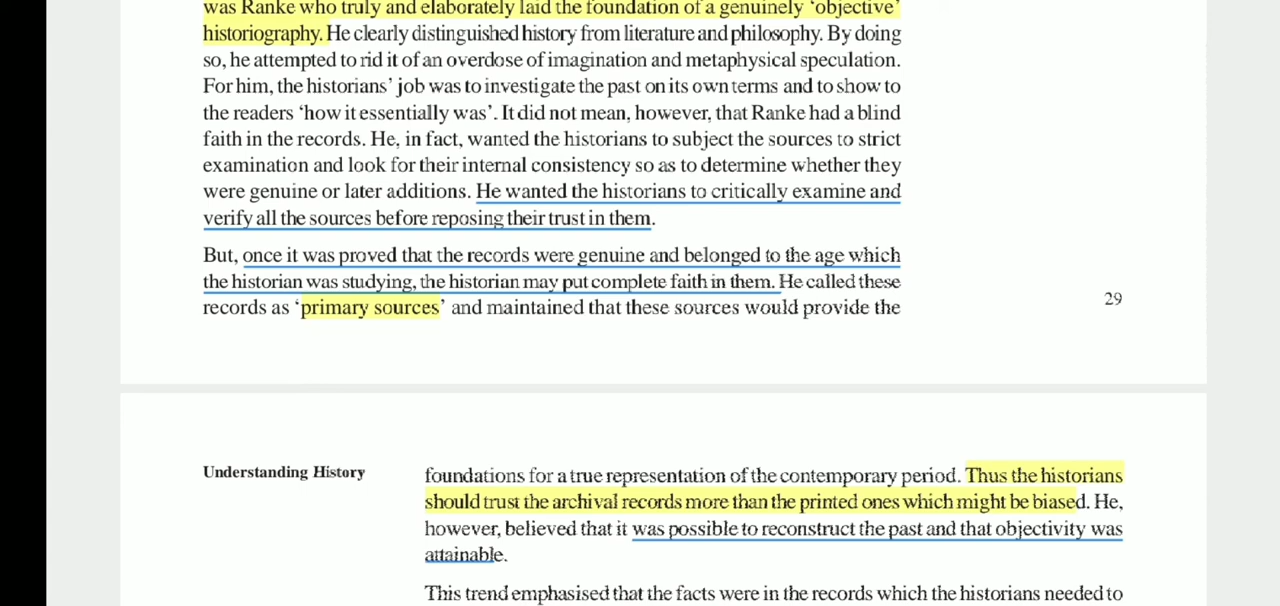 was Ranke who truly and elaborately laid the foundation of a genuinely ‘objective’
historiography. He clearly distinguished history from literature and philosophy. By doing
so, he attempted to rid it of an overdose of imagination and metaphysical speculation.
For him, the historians’ job was to investigate the past on its own terms and to show to
the readers ‘how it essentially was’. It did not mean, however, that Ranke had a blind
faith in the records. He, in fact, wanted the historians to subject the sources to strict
examination and look for their internal consistency so as to determine whether they
were genuine or later additions. He wanted the historians to critically examine and
verify all the sources before reposing their trust in them.
But, once it was proved that the records were genuine and belonged to the age which
the historian was studying, the historian may put complete faith in them. He called these
records as ‘primary sources’ and maintained that these sources would provide the
29
Understanding History
foundations for a true representation of the contemporary period. Thus the historians
should trust the archival records more than the printed ones which might be biased. He,
however, believed that it was possible to reconstruct the past and that objectivity was
attainable.
This trend emphasised that the facts were in the records which the historians needed to